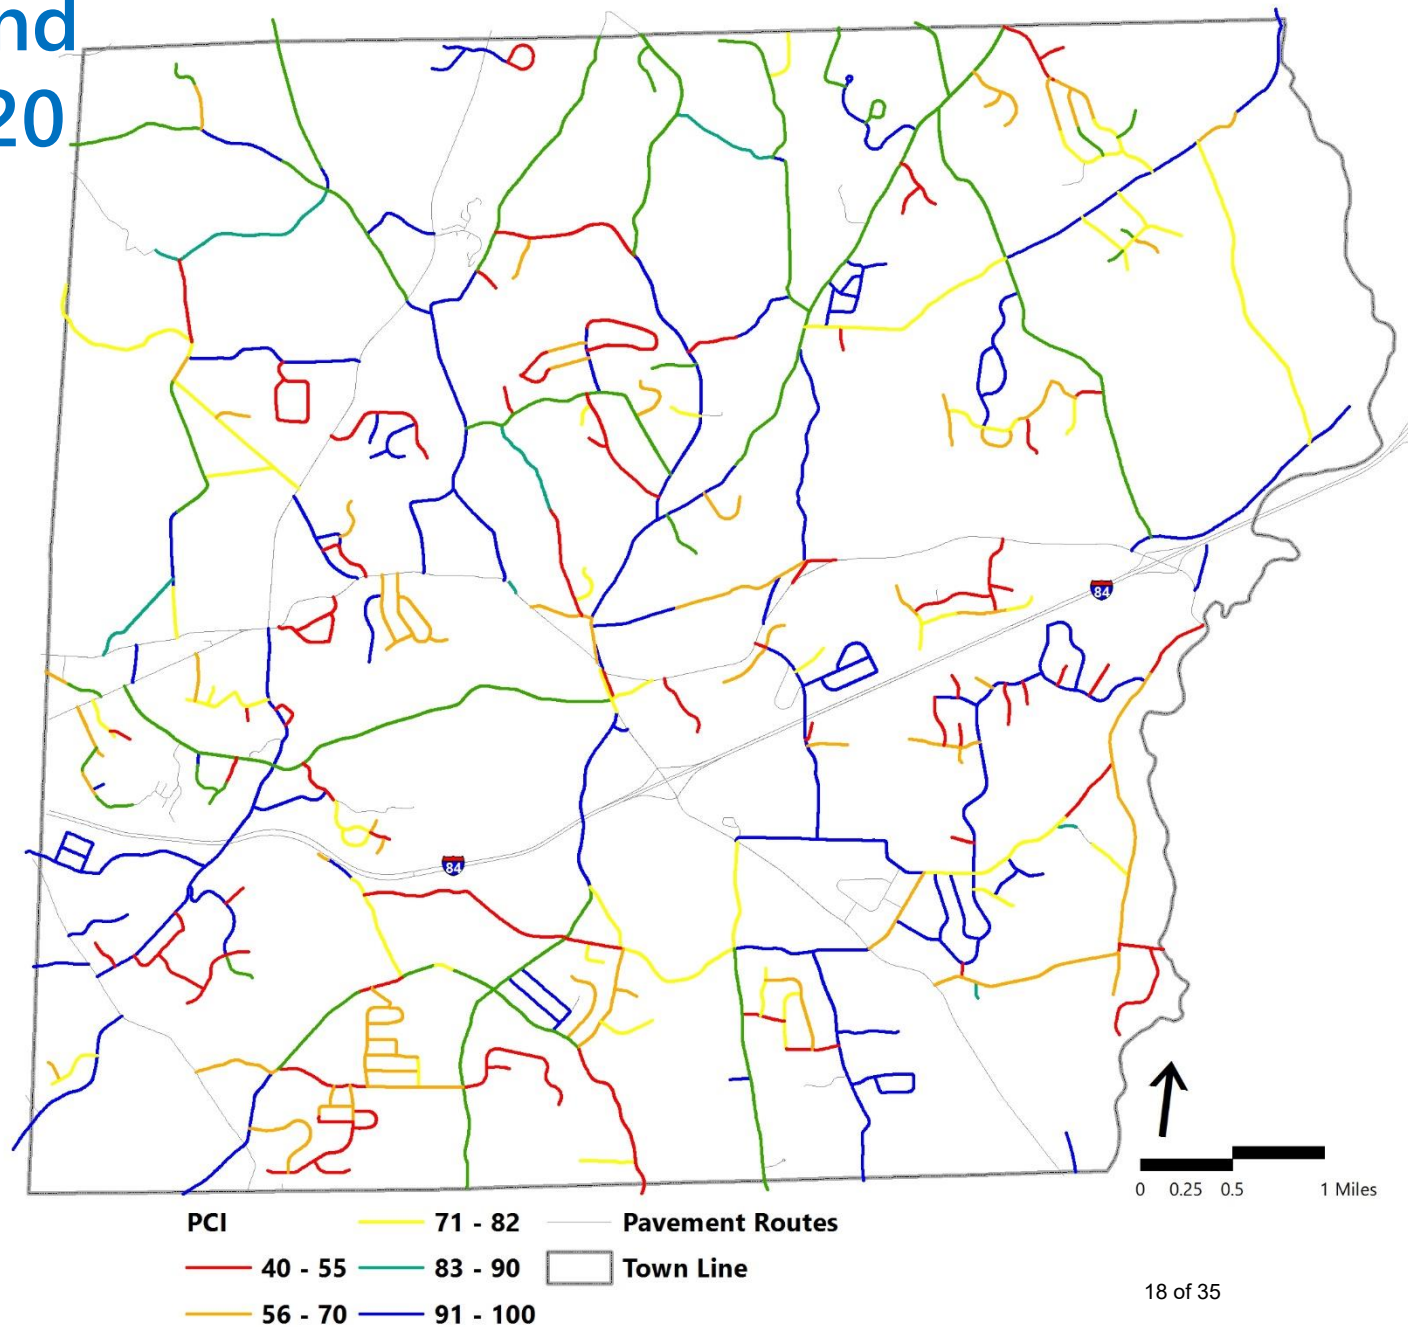 nd
20
84
84
0 0.25 0.5 1 Miles
PCI 71 - 82 Pavement Routes
40 - 55 83 - 90 Town Line
56 - 70 91 - 100
18 of 35